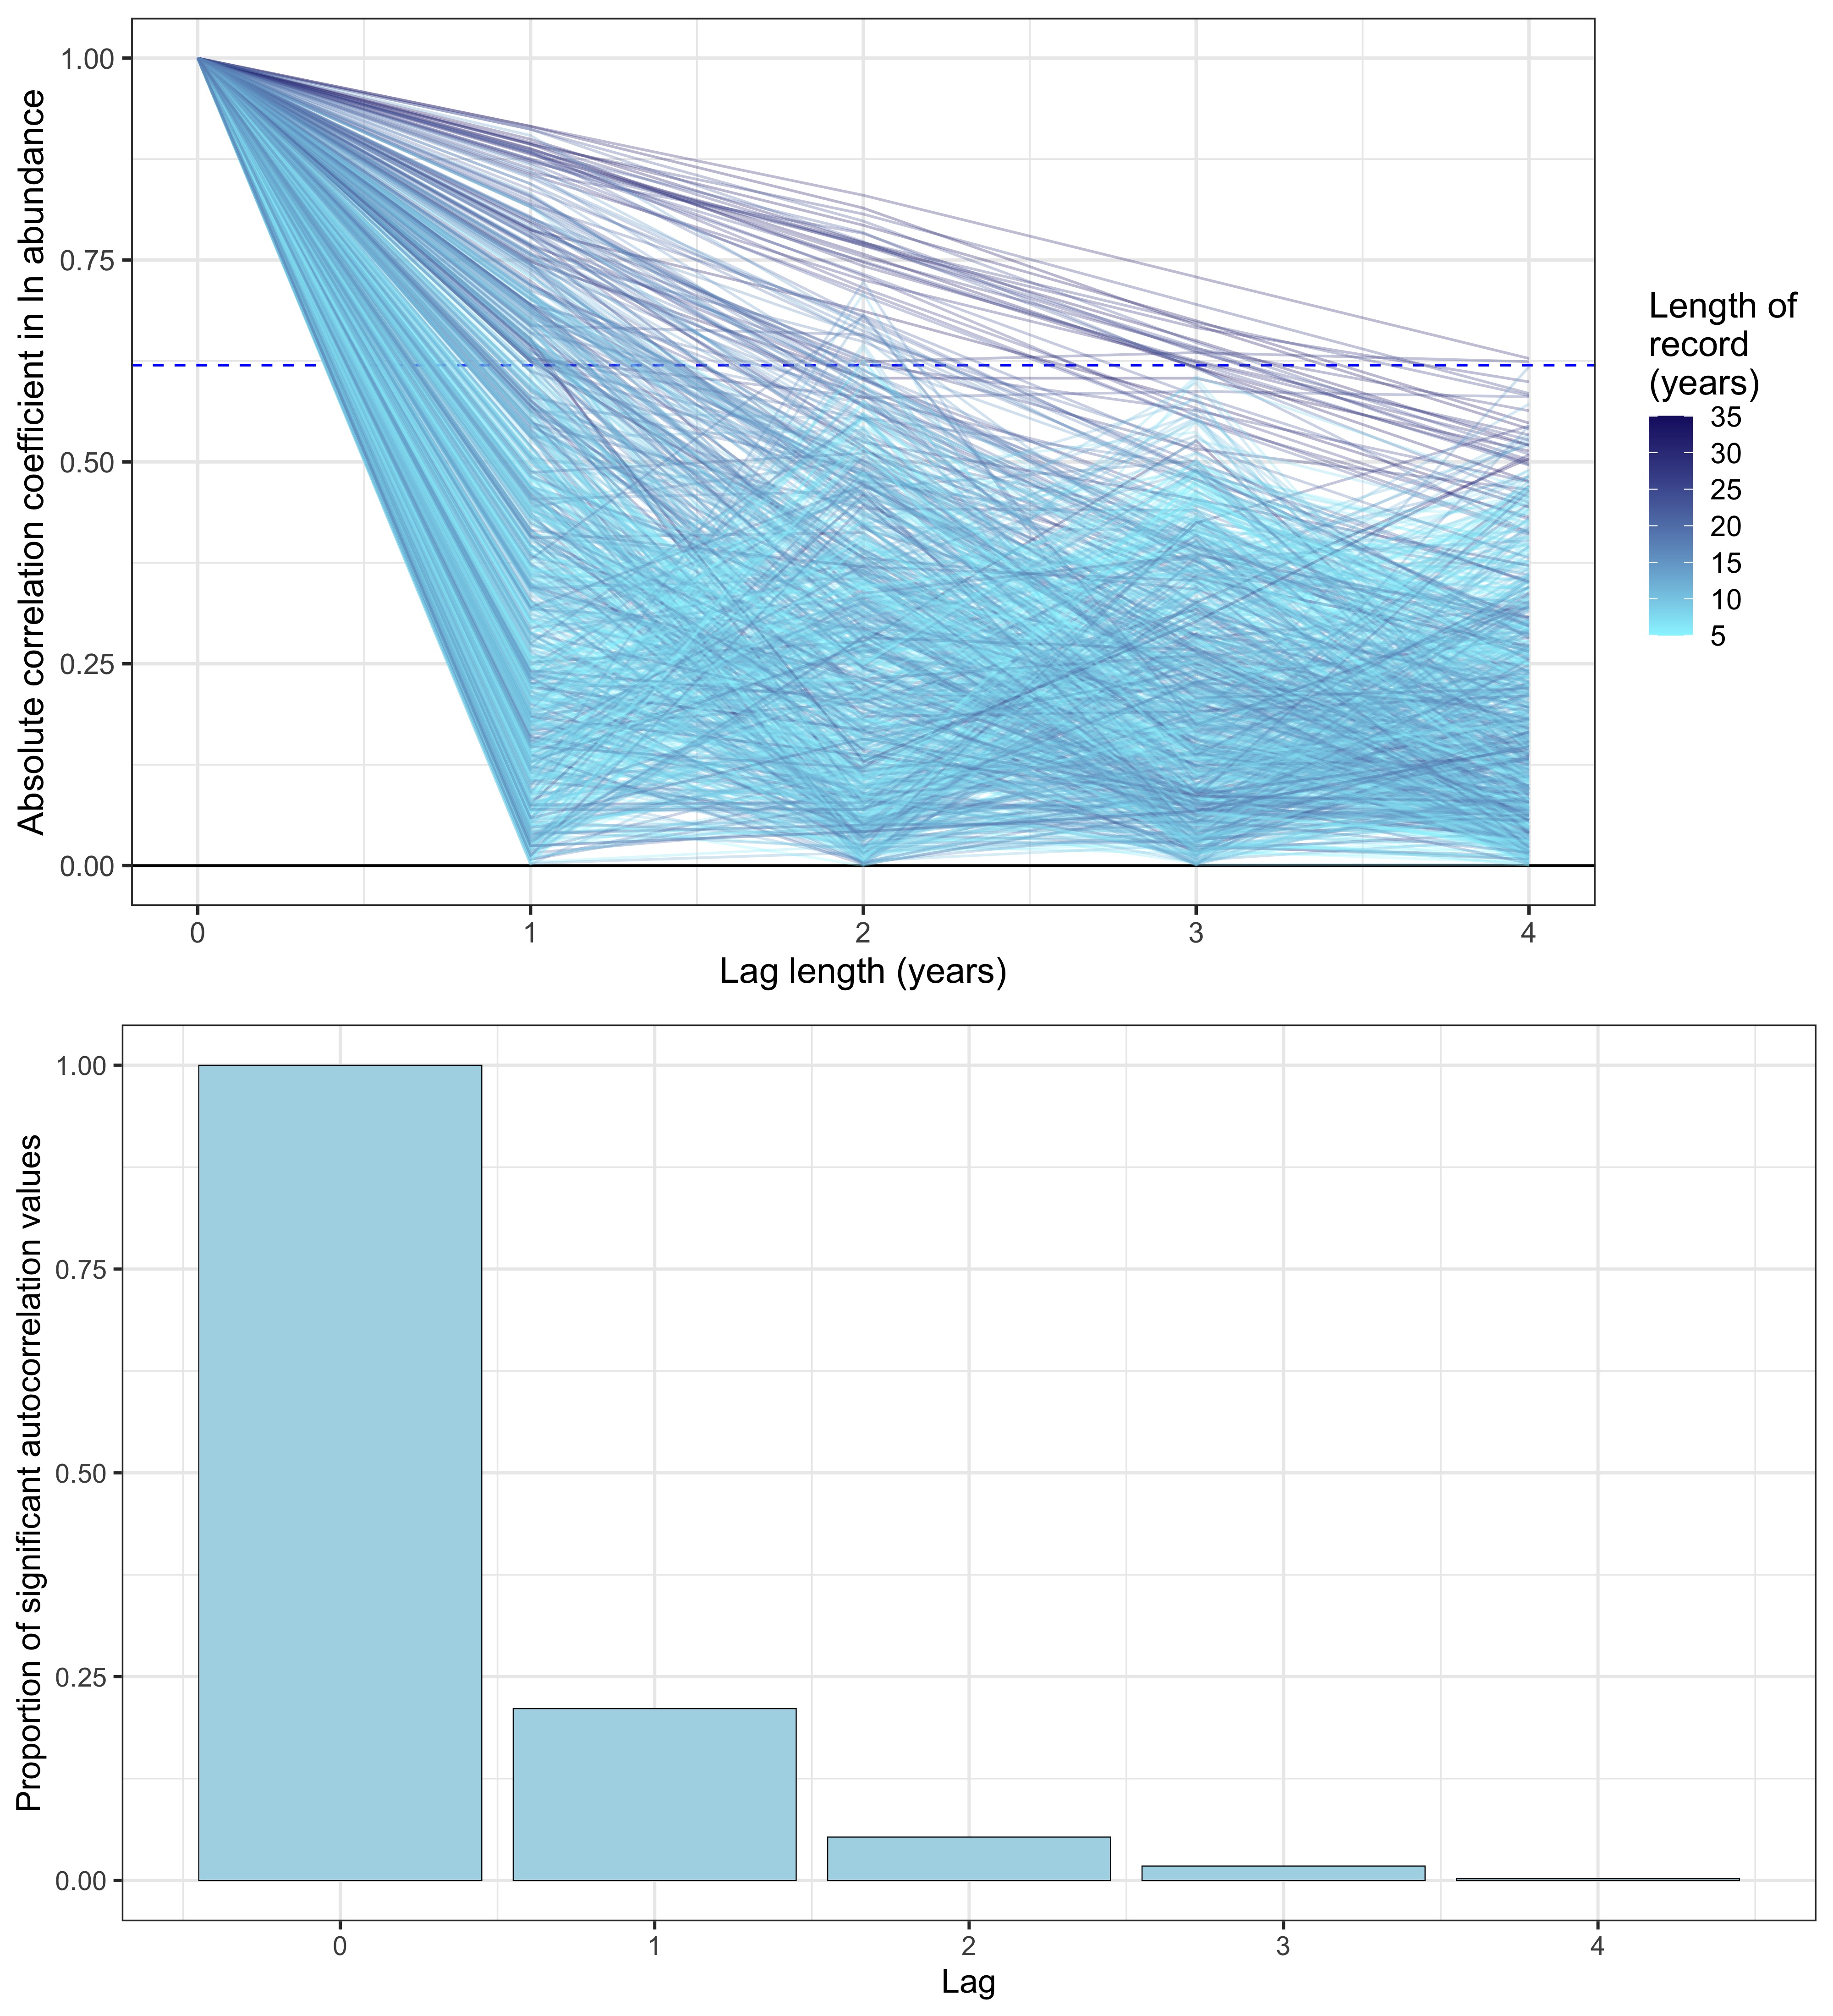 Absolute correlation coefficient in ln abundance
1.00
0.75
0.50
0.25
0.00
0 1 2 3 4
Lag length (years)
Length of
record
(years)
35
30
25
20
15
10
5
Proportion of significant autocorrelation values
1.00
0.75
0.50
0.25
0.00
0 1 2 3 4
Lag